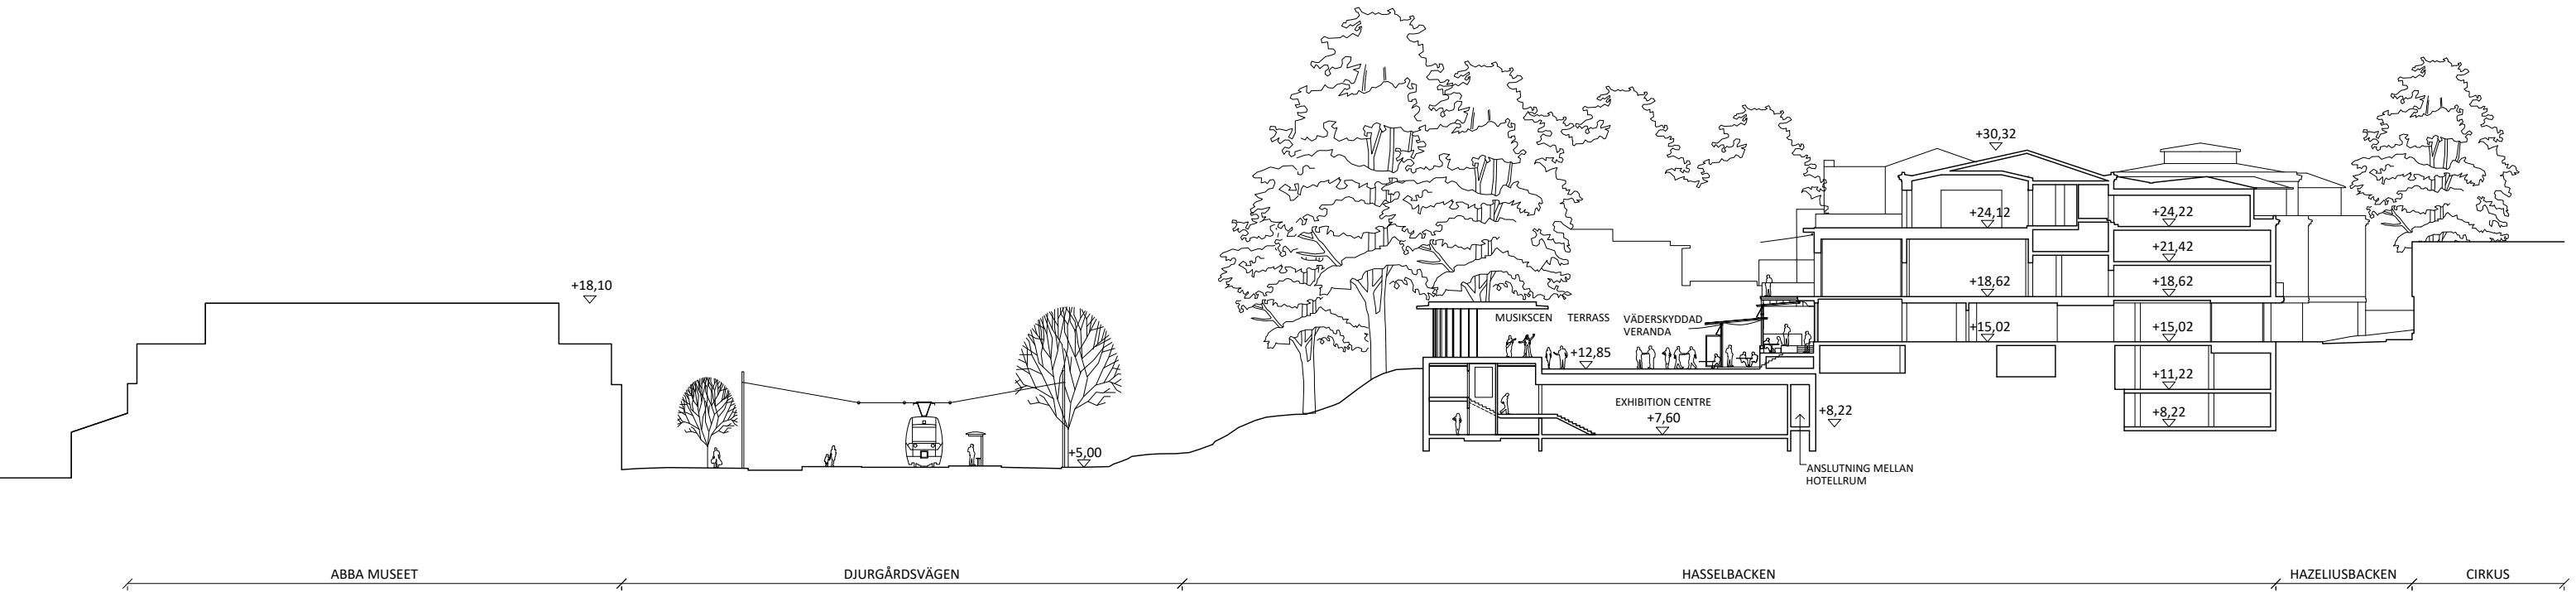 +30,32
+24,12
+24,22
+21,42
+18,62
+18,62
+18,10
MUSIKSCEN
TERRASS
VÄDERSKYDDAD
VERANDA
+15,02
+15,02
+12,85
+11,22
EXHIBITION CENTRE
+7,60
+8,22
+8,22
+5,00
ANSLUTNING MELLAN
HOTELLRUM
ABBA MUSEET
DJURGÅRDSVÄGEN
HASSELBACKEN
HAZELIUSBACKEN
CIRKUS